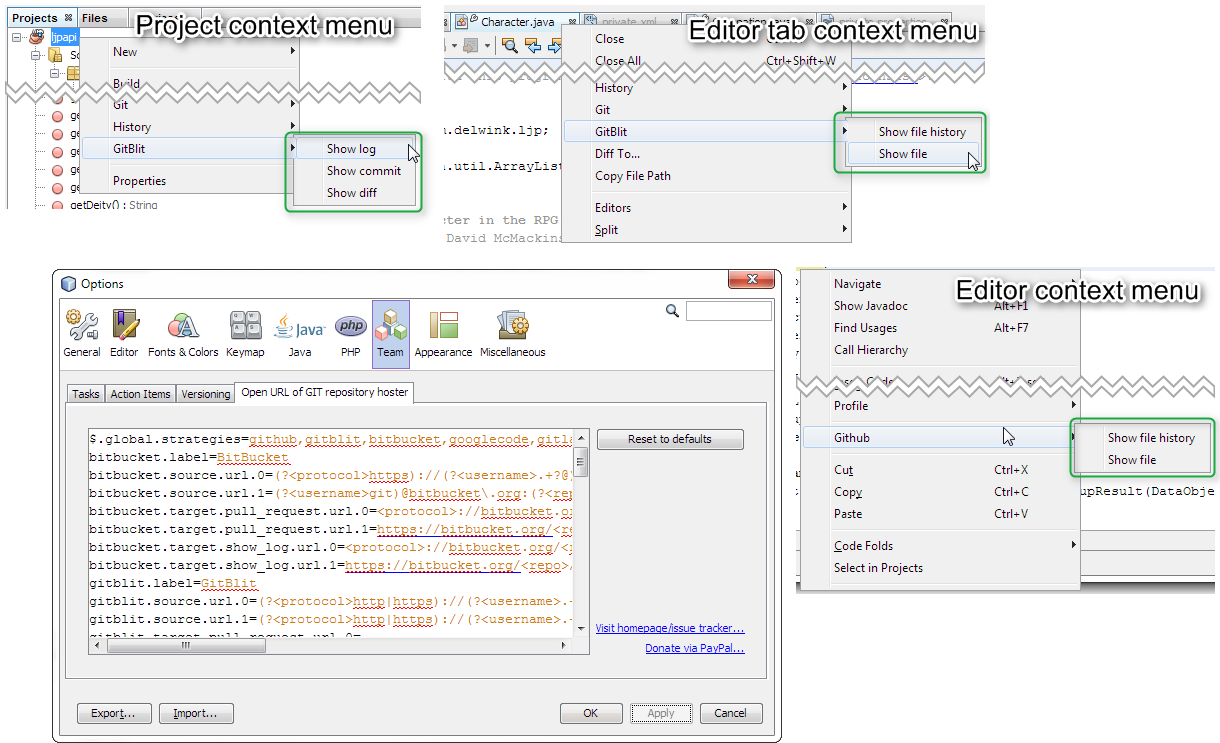 Projects
Files
Project context menu
ljpapi
New
Build
Git
History
GitBlit
Properties
Show log
Show commit
Show diff
getDeity() : String
Character.java
private.xml
Editor tab context menu
Close
Close All Ctrl+Shift+W
History
Git
GitBlit
Diff To...
Copy File Path
Editors
Split
Show file history
Show file
.delwink.ljp;
.util.ArrayList
ter in the RPG
David McMackins
Options
General
Editor
Fonts & Colors
Keymap
Java
PHP
Team
Appearance
Miscellaneous
Tasks
Action Items
Versioning
Open URL of GIT repository hoster
$.global.strategies=github,gitblit,bitbucket,googlecode,gitla
bitbucket.label=BitBucket
bitbucket.source.url.0=(?<protocol>https)://(?<username>.+?@)
bitbucket.source.url.1=(?<username>git)@bitbucket\.org:(?<rep
bitbucket.target.pull_request.url.0=<protocol>://bitbucket.or
bitbucket.target.pull_request.url.1=https://bitbucket.org/<re
bitbucket.target.show_log.url.0=<protocol>://bitbucket.org/<r
bitbucket.target.show_log.url.1=https://bitbucket.org/<repo>/
gitblit.label=GitBlit
gitblit.source.url.0=(?<protocol>http|https)://(?<username>.+
gitblit.source.url.1=(?<protocol>http|https)://(?<username>.+
gitblit.target.pull_request.url.0=
Reset to defaults
Visit homepage/issue tracker...
Donate via PayPal...
Export...
Import...
OK
Apply
Cancel
Editor context menu
Navigate
Show Javadoc Alt+F1
Find Usages Alt+F7
Call Hierarchy
Profile
Github
Cut Ctrl+X
Copy Ctrl+C
Paste Ctrl+V
Code Folds
Select in Projects
Show file history
Show file
upResult(DataObje